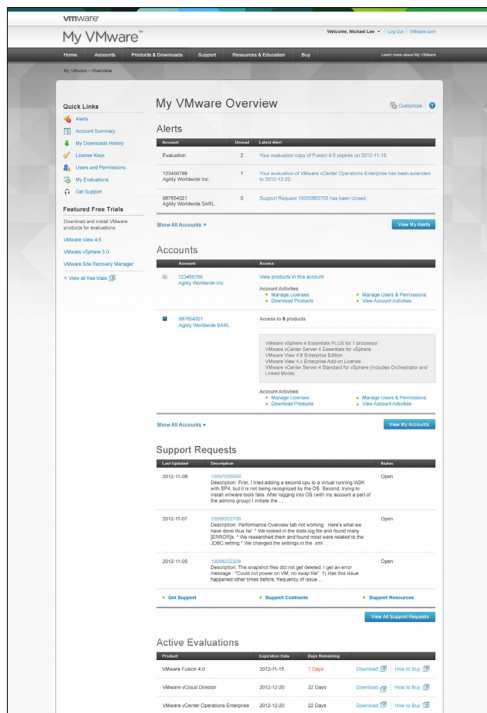 vmware
My VMware™
Welcome, Michael Lee
Log Out
VMware.com
Home
Accounts
Products & Downloads
Support
Resources & Education
Buy
Learn more about My VMware
My VMware > Overview
Quick Links
Alerts
Account Summary
My Downloads History
License Keys
Users and Permissions
My Evaluations
Get Support
Featured Free Trials
Download and install VMware
products for evaluations.
VMware View 4.6
VMware vSphere 5.0
VMware Site Recovery Manager
View all free trials
My VMware Overview
Customize
Alerts
Account Unread Latest Alert
Evaluation 2 Your evaluation copy of Fusion 4.0 expires on 2012-11-15
123456789 1 Your evaluation of VMware vCenter Operations Enterprise has been extended
Agility Worldwide Inc. to 2012-12-20
987654321 0 Support Request 10055863703 has been closed
Agility Worldwide SARL
Show All Accounts
View My Alerts
Accounts
Account Access
123456789 View products in this account
Agility Worldwide Inc.
Account Activities
Manage Licenses Manage Users & Permissions
Download Products View Account Activities
987654321 Access to 5 products
Agility Worldwide SARL
VMware vSphere 4 Essentials PLUS for 1 processor
VMware vCenter Server 4 Essentials for vSphere
VMware View 4.6 Enterprise Edition
VMware View 4.x Enterprise Add-on License
VMware vCenter Server 4 Standard for vSphere (Includes Orchestrator and
Linked Mode)
Account Activities
Manage Licenses Manage Users & Permissions
Download Products View Account Activities
Show All Accounts
View My Accounts
Support Requests
Last Updated Description Status
2012-11-08 Open
Description: First, I tried adding a second cpu to a virtual running W2K
with SP4, but it is not being recognized by the OS. Second, trying to
install vmware tools fails. After logging into OS (with my account a part of
the admins group) I initiate the ...
2012-11-07 Open
Description: Performance Overview tab not working. Here's what we
have done thus far: * We looked in the stats log file and found many
[ERROR]s. * We researched them and found most were related to the
JDBC setting * We changed the settings in the .xml ...
2012-11-05 Open
Description: The snapshot files did not get deleted. I get an error
message : "Could not power on VM, no swap file". 1) Has this issue
happened other times before, frequency of issue ...
Get Support Support Contracts Support Resources
View All Support Requests
Active Evaluations
Product Expiration Date Days Remaining
VMware Fusion 4.0 2012-11-15 7 Days Download How to Buy
VMware vCloud Director 2012-12-20 22 Days Download How to Buy
VMware vCenter Operations Enterprise 2012-12-20 22 Days Download How to Buy